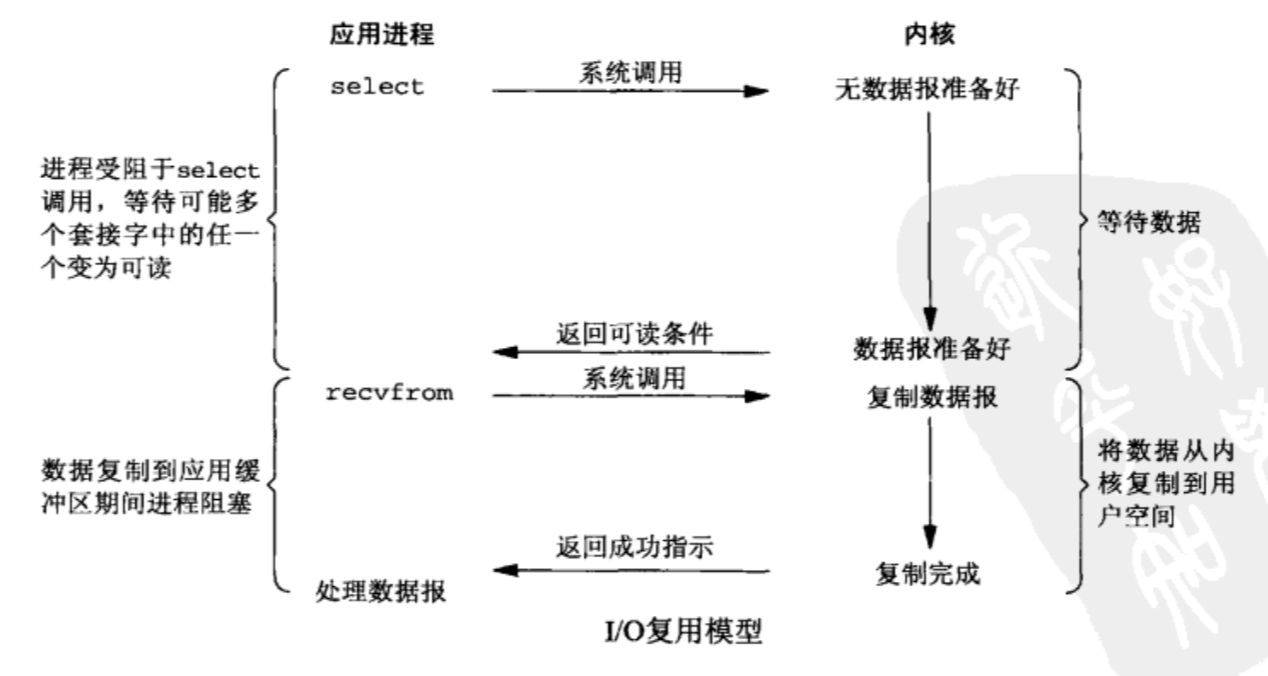 应用进程
内核
select
系统调用
无数据报准备好
进程受阻于select
调用，等待可能多
个套接字中的任一
个变为可读
等待数据
返回可读条件
数据报准备好
recvfrom
系统调用
复制数据报
数据复制到应用缓
冲区期间进程阻塞
将数据从内
核复制到用
户空间
返回成功指示
复制完成
处理数据报
I/O复用模型